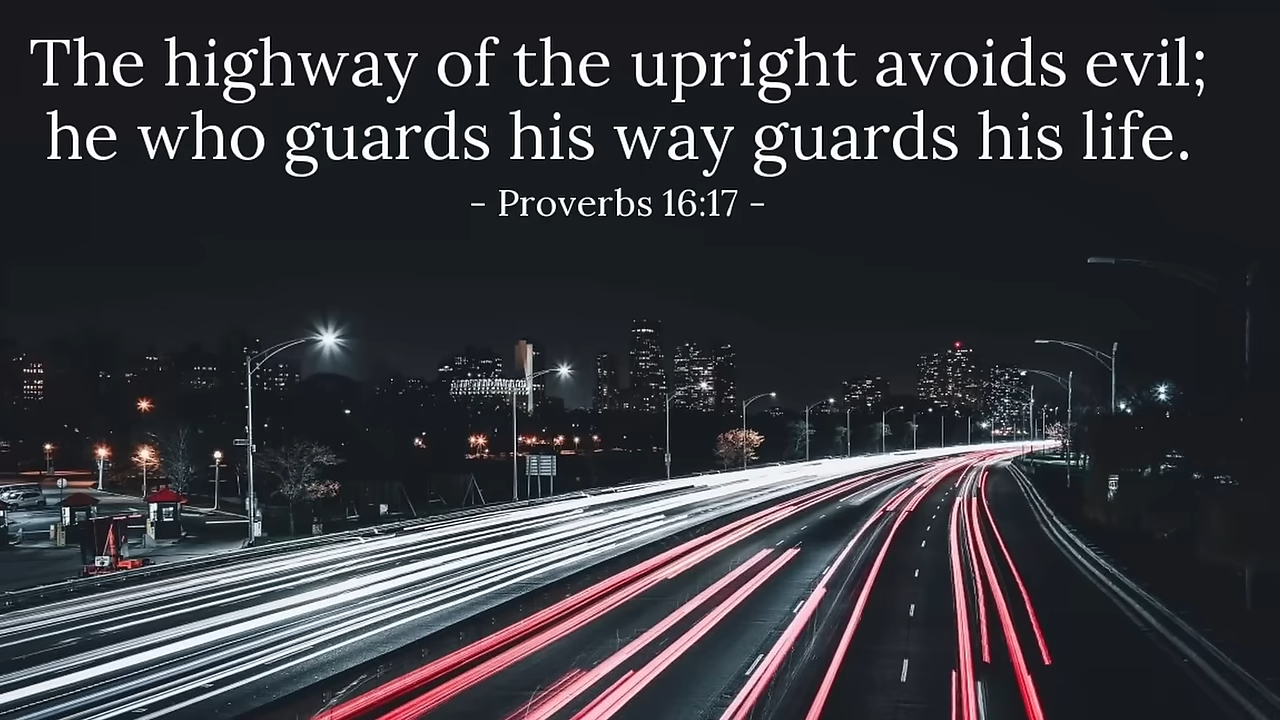 The highway of the upright avoids evil;
he who guards his way guards his life.
- Proverbs 16:17 -